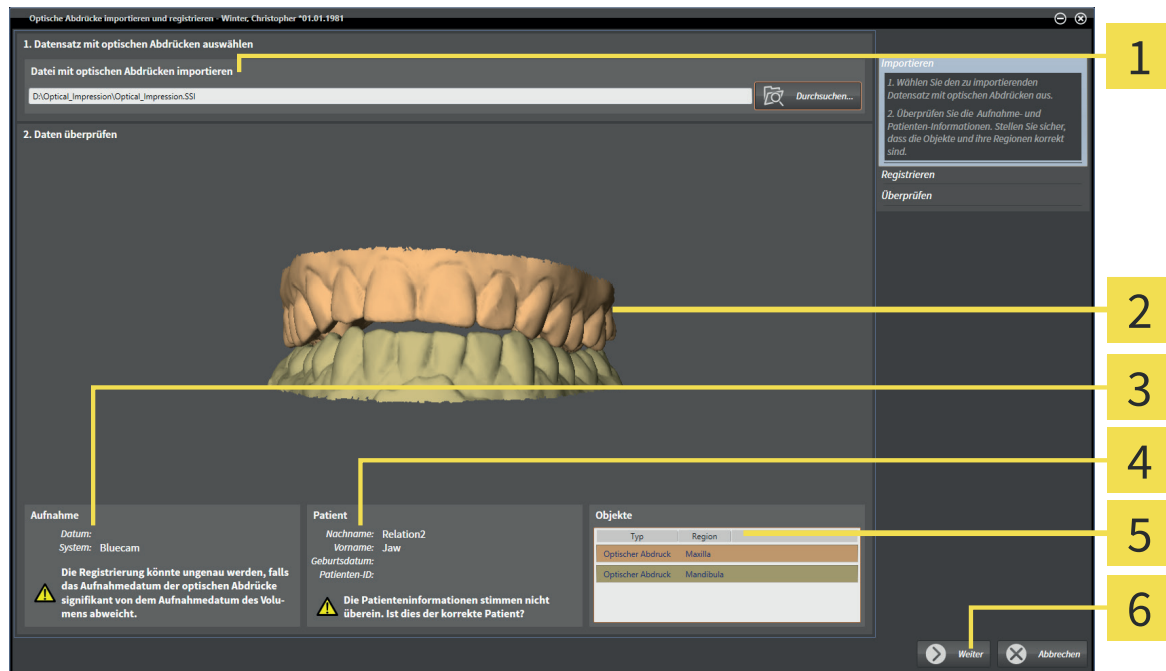 Optische Abdrücke importieren und registrieren - Winter, Christopher *01.01.1981
1. Datensatz mit optischen Abdrücken auswählen
Datei mit optischen Abdrücken importieren
D:\Optical_Impression\Optical_Impression.SSI
Durchsuchen...
2. Daten überprüfen
Aufnahme
Datum:
System: Bluecam
Die Registrierung könnte ungenau werden, falls
das Aufnahmedatum der optischen Abdrücke
signifikant von dem Aufnahmedatum des Volu-
mens abweicht.
Patient
Nachname: Relation2
Vorname: Jaw
Geburtsdatum:
Patienten-ID:
Die Patienteninformationen stimmen nicht
überein. Ist dies der korrekte Patient?
Objekte
Typ Region
Optischer Abdruck Maxilla
Optischer Abdruck Mandibula
Importieren
1. Wählen Sie den zu importierenden
Datensatz mit optischen Abdrücken aus.
2. Überprüfen Sie die Aufnahme- und
Patienten-Informationen. Stellen Sie sicher,
dass die Objekte und ihre Regionen korrekt
sind.
Registrieren
Überprüfen
Weiter
Abbrechen
1
2
3
4
5
6